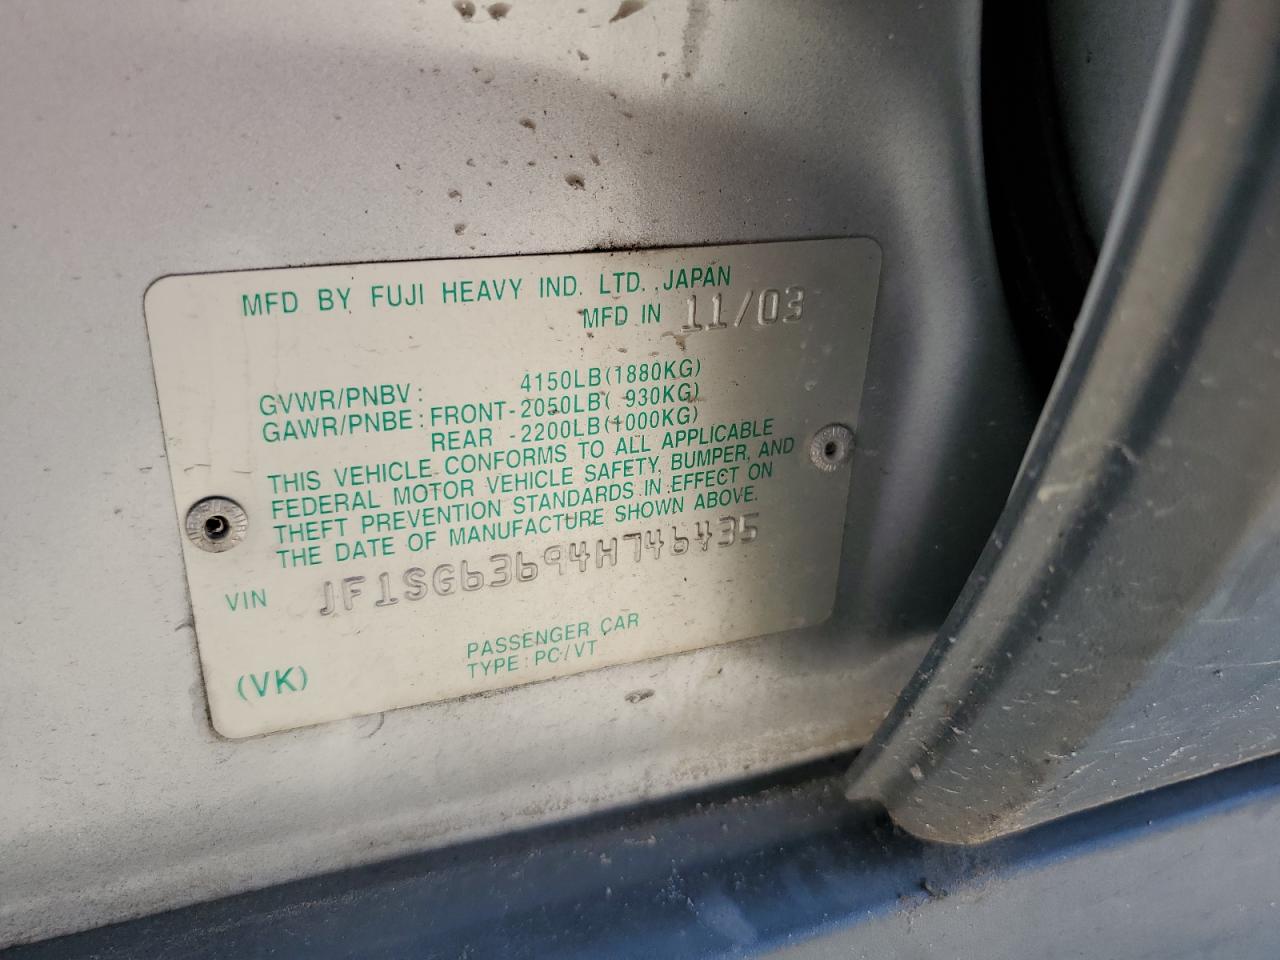 MFD BY FUJI HEAVY IND. LTD. JAPAN
MFD IN 11/03
GVWR/PNBV: 4150LB(1880KG)
GAWR/PNBE: FRONT-2050LB( 930KG)
REAR -2200LB(1000KG)
THIS VEHICLE CONFORMS TO ALL APPLICABLE
FEDERAL MOTOR VEHICLE SAFETY, BUMPER, AND
THEFT PREVENTION STANDARDS IN EFFECT ON
THE DATE OF MANUFACTURE SHOWN ABOVE.
VIN JF1SG63694H746435
PASSENGER CAR
TYPE: PC/VT
(VK)